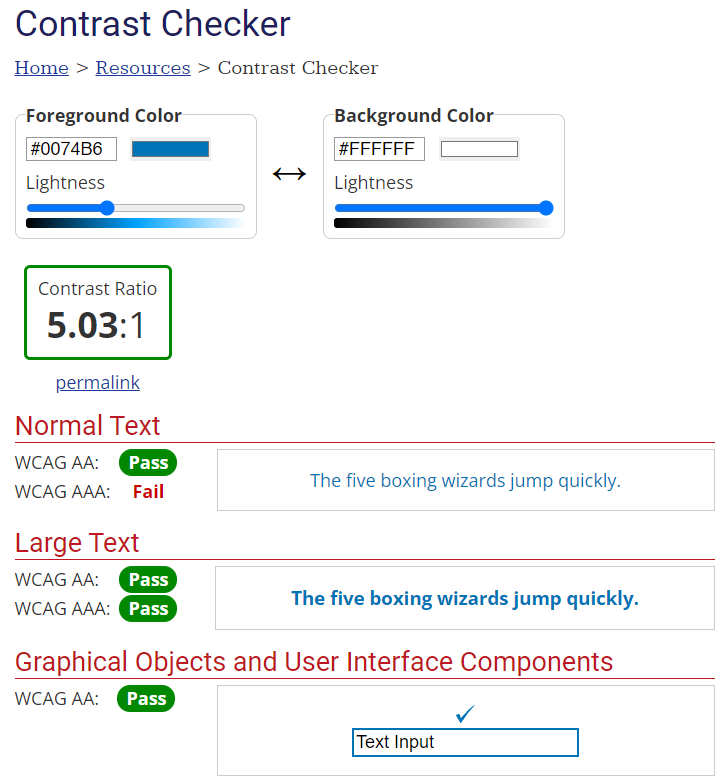 Contrast Checker
Home > Resources > Contrast Checker
Foreground Color
Background Color
#0074B6
#FFFFFF
Lightness
Lightness
Contrast Ratio
5.03:1
permalink
Normal Text
WCAG AA: Pass
WCAG AAA: Fail
The five boxing wizards jump quickly.
Large Text
WCAG AA: Pass
WCAG AAA: Pass
The five boxing wizards jump quickly.
Graphical Objects and User Interface Components
WCAG AA: Pass
Text Input